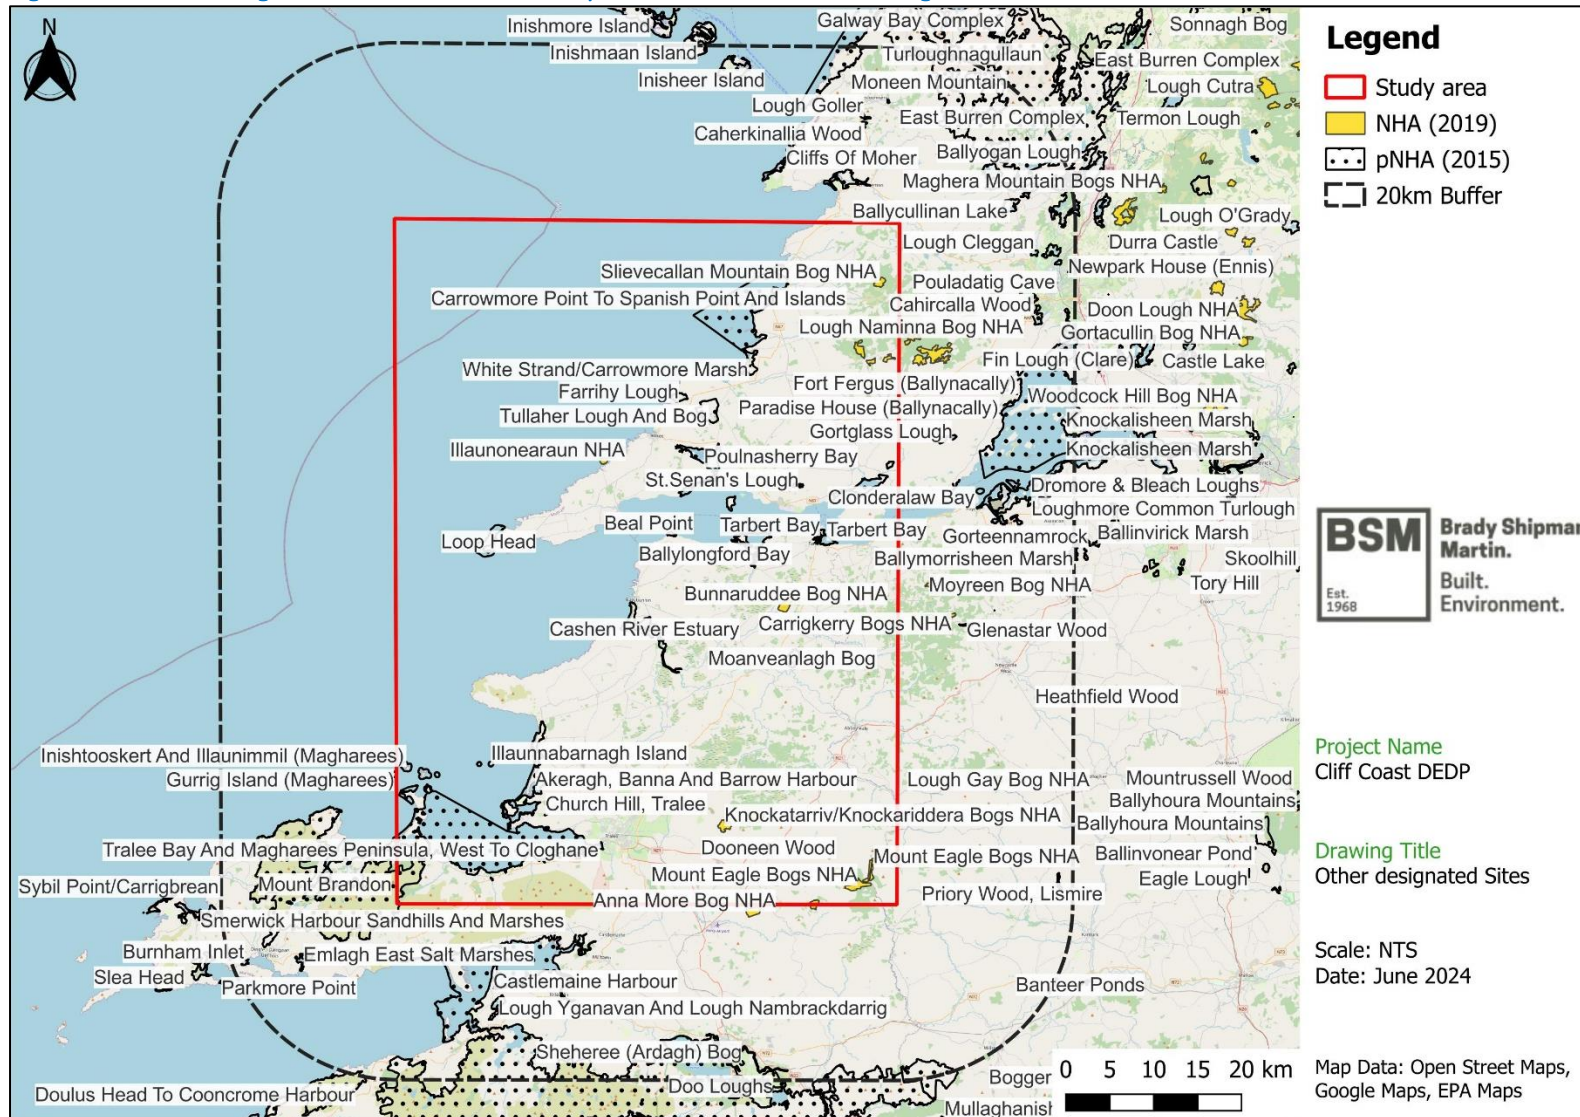 N
Inishmore Island
Galway Bay Complex
Sonnagh Bog
Inishmaan Island
Turloughnagullaun
East Burren Complex
Inisheer Island
Moneen Mountain
Lough Cutra
Lough Goller
East Burren Complex
Termon Lough
Caherkinallia Wood
Cliffs Of Moher
Ballyogan Lough
Maghera Mountain Bogs NHA
Ballycullinan Lake
Lough O'Grady
Lough Cleggan
Durra Castle
Slievecallan Mountain Bog NHA
Pouladatig Cave
Newpark House (Ennis)
Carrowmore Point To Spanish Point And Islands
Cahircalla Wood
Doon Lough NHA
Lough Naminna Bog NHA
Gortacullin Bog NHA
White Strand/Carrowmore Marsh
Fin Lough (Clare)
Castle Lake
Farrihy Lough
Fort Fergus (Ballynacally)
Woodcock Hill Bog NHA
Tullaher Lough And Bog
Paradise House (Ballynacally)
Knockalisheen Marsh
Gortglass Lough
Illaunonearaun NHA
Poulnasherry Bay
Knockalisheen Marsh
St.Senan's Lough
Clonderalaw Bay
Dromore & Bleach Loughs
Loughmore Common Turlough
Beal Point
Tarbert Bay
Tarbert Bay
Gorteennamrock
Ballinvirick Marsh
Loop Head
Ballylongford Bay
Ballymorrisheen Marsh
Skoolhill
Bunnaruddee Bog NHA
Moyreen Bog NHA
Tory Hill
Cashen River Estuary
Carrigkerry Bogs NHA
Glenastar Wood
Moanveanlagh Bog
Heathfield Wood
Inishtooskert And Illaunimmil (Magharees)
Illaunnabarnagh Island
Gurrig Island (Magharees)
Akeragh, Banna And Barrow Harbour
Lough Gay Bog NHA
Mountrussell Wood
Church Hill, Tralee
Ballyhoura Mountains
Knockatarriv/Knockariddera Bogs NHA
Ballyhoura Mountains
Tralee Bay And Magharees Peninsula, West To Cloghane
Dooneen Wood
Mount Eagle Bogs NHA
Ballinvonear Pond
Sybil Point/Carrigbrean
Mount Brandon
Mount Eagle Bogs NHA
Eagle Lough
Anna More Bog NHA
Priory Wood, Lismire
Smerwick Harbour Sandhills And Marshes
Burnham Inlet
Emlagh East Salt Marshes
Slea Head
Parkmore Point
Castlemaine Harbour
Banteer Ponds
Lough Yganavan And Lough Nambrackdarrig
Sheheree (Ardagh) Bog
Doo Loughs
Bogger
Doulus Head To Cooncrome Harbour
Mullaghanish
0 5 10 15 20 km
Legend
Study area
NHA (2019)
pNHA (2015)
20km Buffer
BSM
Est.
1968
Brady Shipman
Martin.
Built.
Environment.
Project Name
Cliff Coast DEDP
Drawing Title
Other designated Sites
Scale: NTS
Date: June 2024
Map Data: Open Street Maps,
Google Maps, EPA Maps